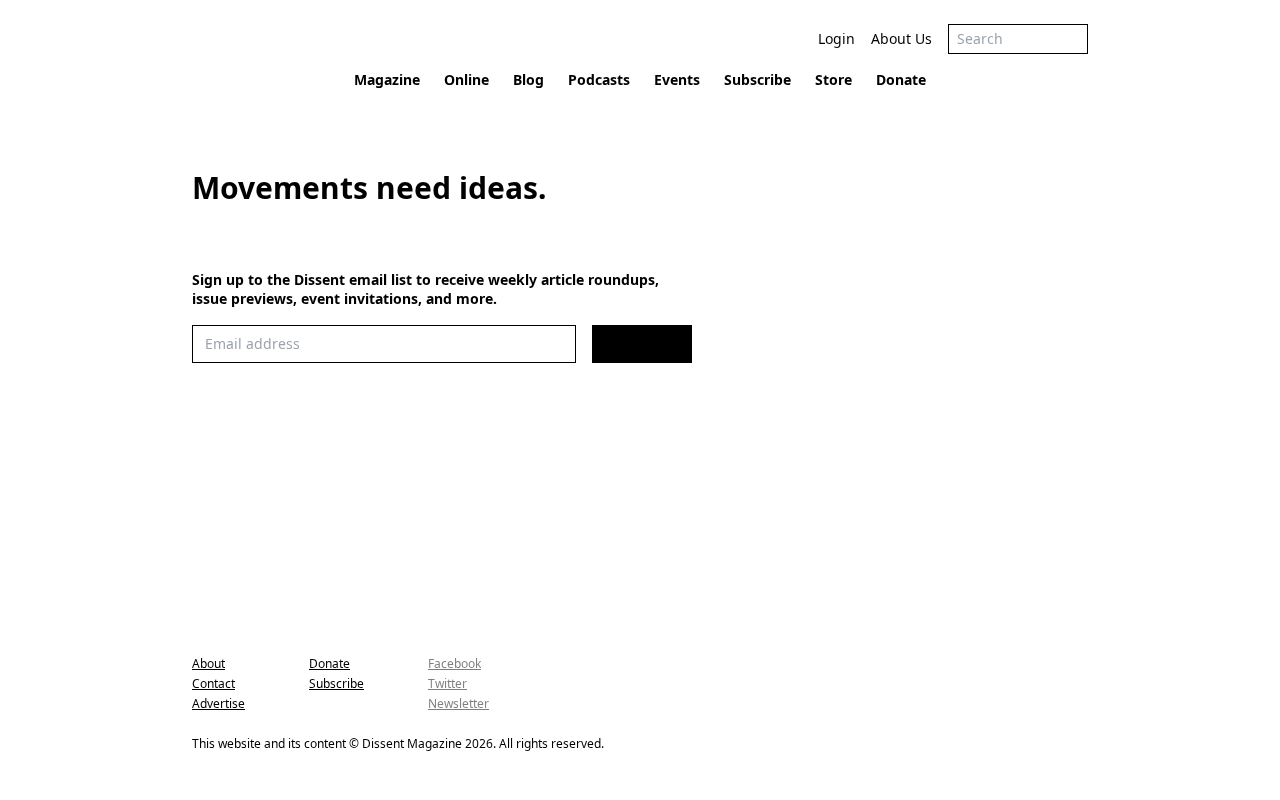 Login About Us Search
Magazine Online Blog Podcasts Events Subscribe Store Donate
Movements need ideas.
Sign up to the Dissent email list to receive weekly article roundups,
issue previews, event invitations, and more.
Email address
About Donate Facebook
Contact Subscribe Twitter
Advertise Newsletter
This website and its content © Dissent Magazine 2026. All rights reserved.